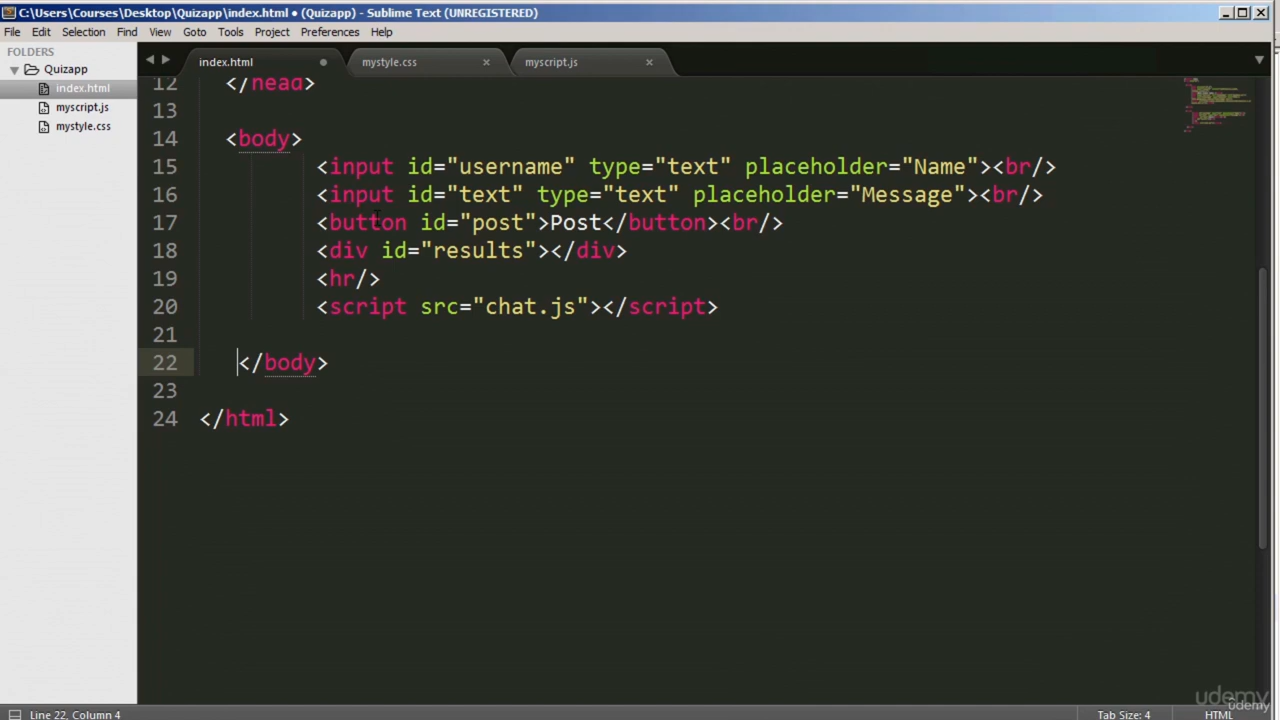 C:\Users\Courses\Desktop\Quizapp\index.html • (Quizapp) - Sublime Text (UNREGISTERED)
File Edit Selection Find View Goto Tools Project Preferences Help
FOLDERS
Quizapp
index.html
myscript.js
mystyle.css
index.html mystyle.css myscript.js
12 </head>
13
14 <body>
15 <input id="username" type="text" placeholder="Name"><br/>
16 <input id="text" type="text" placeholder="Message"><br/>
17 <button id="post">Post</button><br/>
18 <div id="results"></div>
19 <hr/>
20 <script src="chat.js"></script>
21
22 </body>
23
24 </html>
udemy
udemy
Line 22, Column 4 Tab Size: 4 HTML